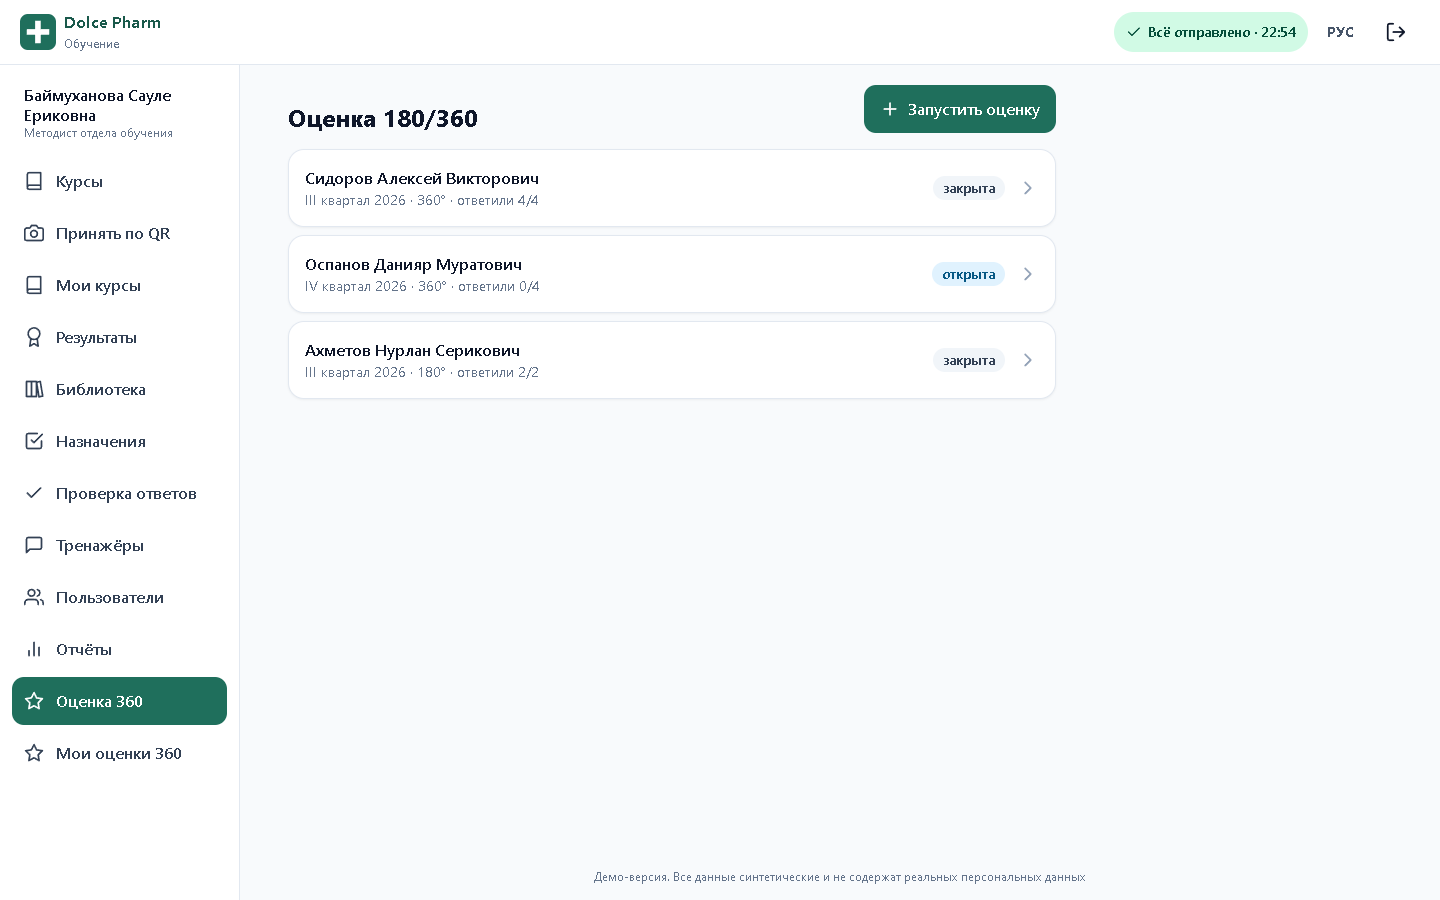 Dolce Pharm
Обучение
Всё отправлено · 22:54
РУС
Баймуханова Сауле
Ериковна
Методист отдела обучения
Курсы
Принять по QR
Мои курсы
Результаты
Библиотека
Назначения
Проверка ответов
Тренажёры
Пользователи
Отчёты
Оценка 360
Мои оценки 360
Оценка 180/360
Запустить оценку
Сидоров Алексей Викторович
III квартал 2026 · 360° · ответили 4/4
закрыта
Оспанов Данияр Муратович
IV квартал 2026 · 360° · ответили 0/4
открыта
Ахметов Нурлан Серикович
III квартал 2026 · 180° · ответили 2/2
закрыта
Демо-версия. Все данные синтетические и не содержат реальных персональных данных